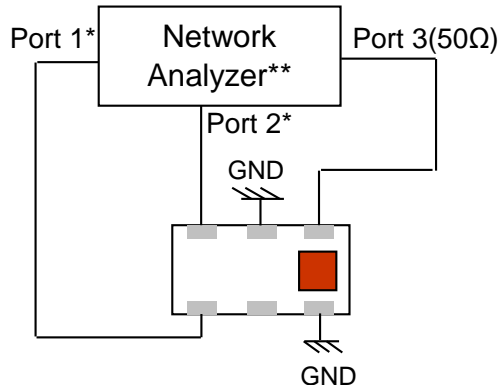 Port 1*
Network
Analyzer**
Port 3(50Ω)
Port 2*
GND
GND